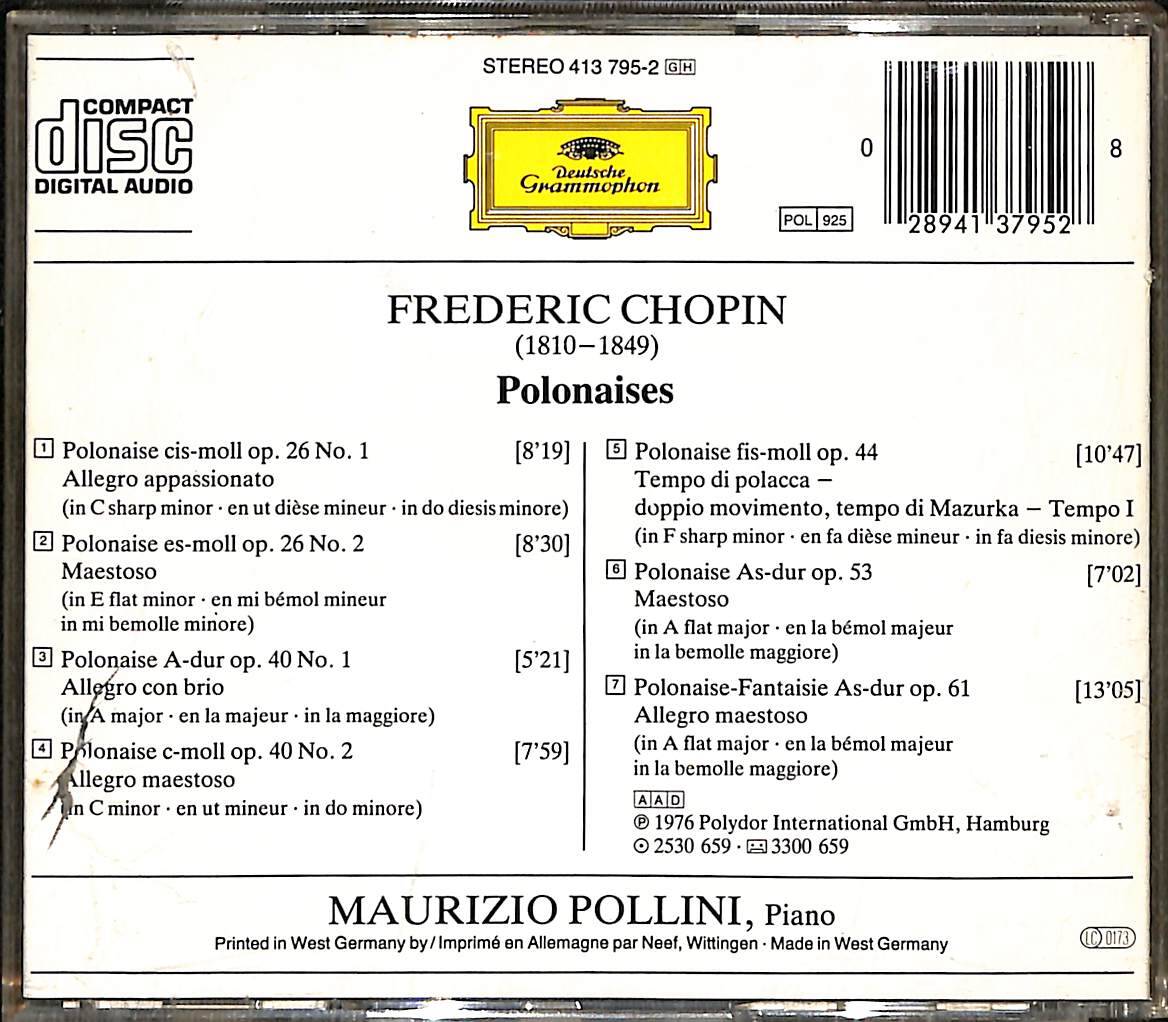 COMPACT
disc
DIGITAL AUDIO
STEREO 413 795-2 GH
Deutsche
Grammophon
POL 925
0
8
28941 37952
FREDERIC CHOPIN
(1810–1849)
Polonaises
1 Polonaise cis-moll op. 26 No. 1 [8'19]
Allegro appassionato
(in C sharp minor · en ut dièse mineur · in do diesis minore)
2 Polonaise es-moll op. 26 No. 2 [8'30]
Maestoso
(in E flat minor · en mi bémol mineur
in mi bemolle minore)
3 Polonaise A-dur op. 40 No. 1 [5'21]
Allegro con brio
(in A major · en la majeur · in la maggiore)
4 Polonaise c-moll op. 40 No. 2 [7'59]
Allegro maestoso
(in C minor · en ut mineur · in do minore)
5 Polonaise fis-moll op. 44 [10'47]
Tempo di polacca –
doppio movimento, tempo di Mazurka – Tempo I
(in F sharp minor · en fa dièse mineur · in fa diesis minore)
6 Polonaise As-dur op. 53 [7'02]
Maestoso
(in A flat major · en la bémol majeur
in la bemolle maggiore)
7 Polonaise-Fantaisie As-dur op. 61 [13'05]
Allegro maestoso
(in A flat major · en la bémol majeur
in la bemolle maggiore)
AAD
℗ 1976 Polydor International GmbH, Hamburg
2530 659 · 3300 659
MAURIZIO POLLINI, Piano
Printed in West Germany by / Imprimé en Allemagne par Neef, Wittingen · Made in West Germany
LC 0173